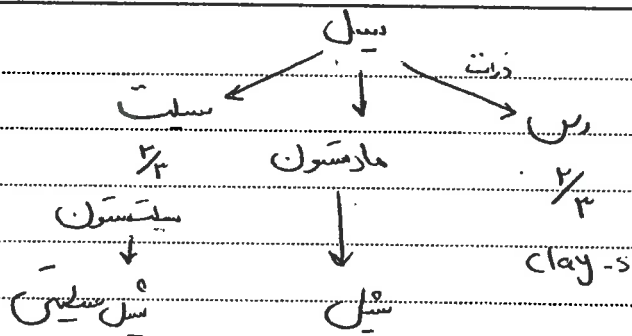 سیل
ذرات
رس مادستون سیلت
۲/۳ ۲/۳
clay-s سیلتستون
شیل شیل سیلتی